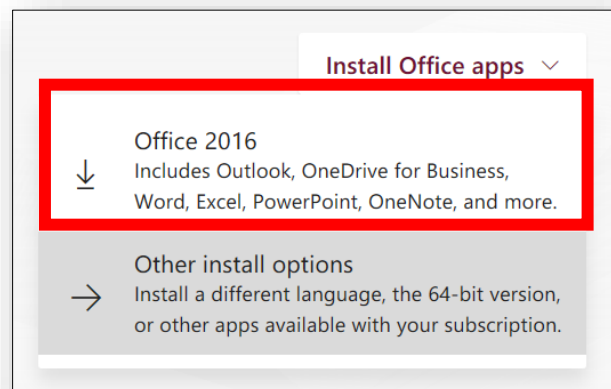 Install Office apps
Office 2016
Includes Outlook, OneDrive for Business,
Word, Excel, PowerPoint, OneNote, and more.
Other install options
Install a different language, the 64-bit version,
or other apps available with your subscription.